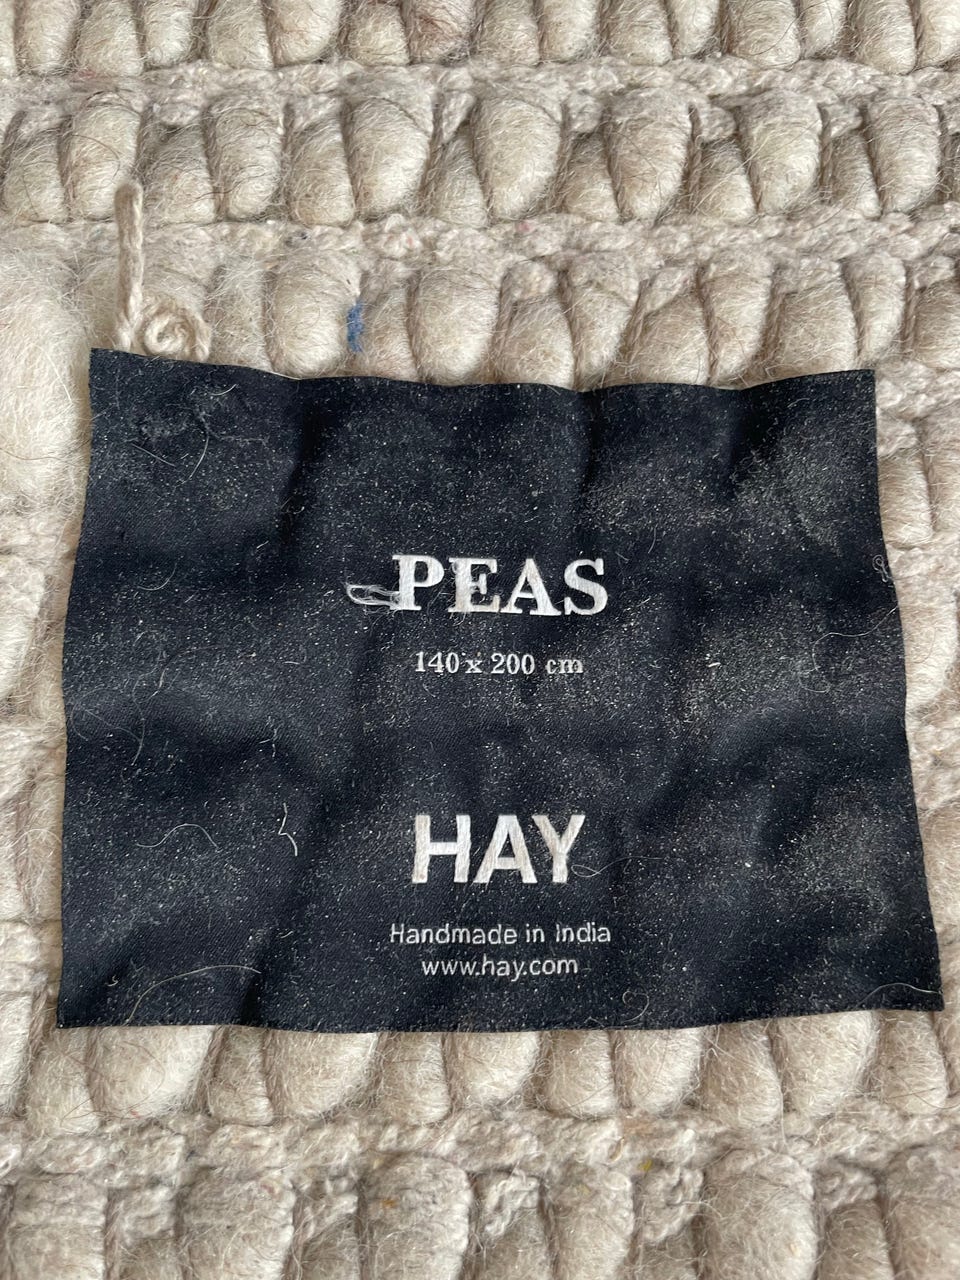 PEAS
140 x 200 cm
HAY
Handmade in India
www.hay.com